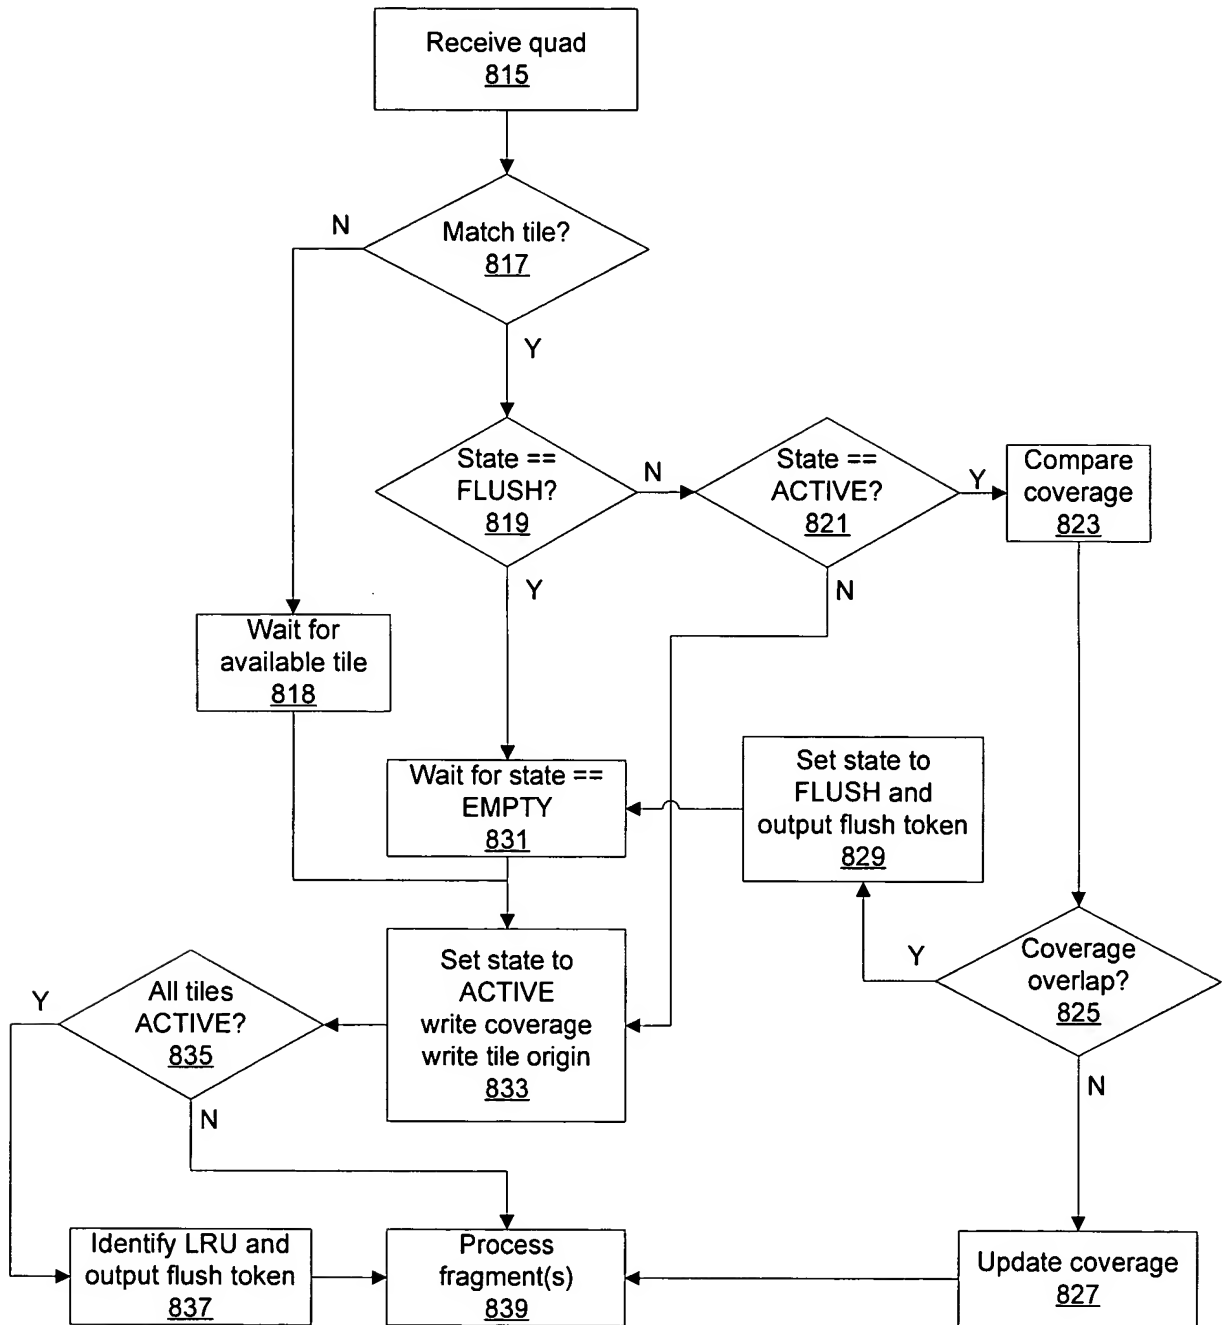 Receive quad
815
N
Match tile?
817
Y
State ==
FLUSH?
819
N
State ==
ACTIVE?
821
Y
Compare
coverage
823
Y
N
Wait for
available tile
818
Wait for state ==
EMPTY
831
Set state to
FLUSH and
output flush token
829
Y
Coverage
overlap?
825
N
Set state to
ACTIVE
write coverage
write tile origin
833
Y
All tiles
ACTIVE?
835
N
Identify LRU and
output flush token
837
Process
fragment(s)
839
Update coverage
827